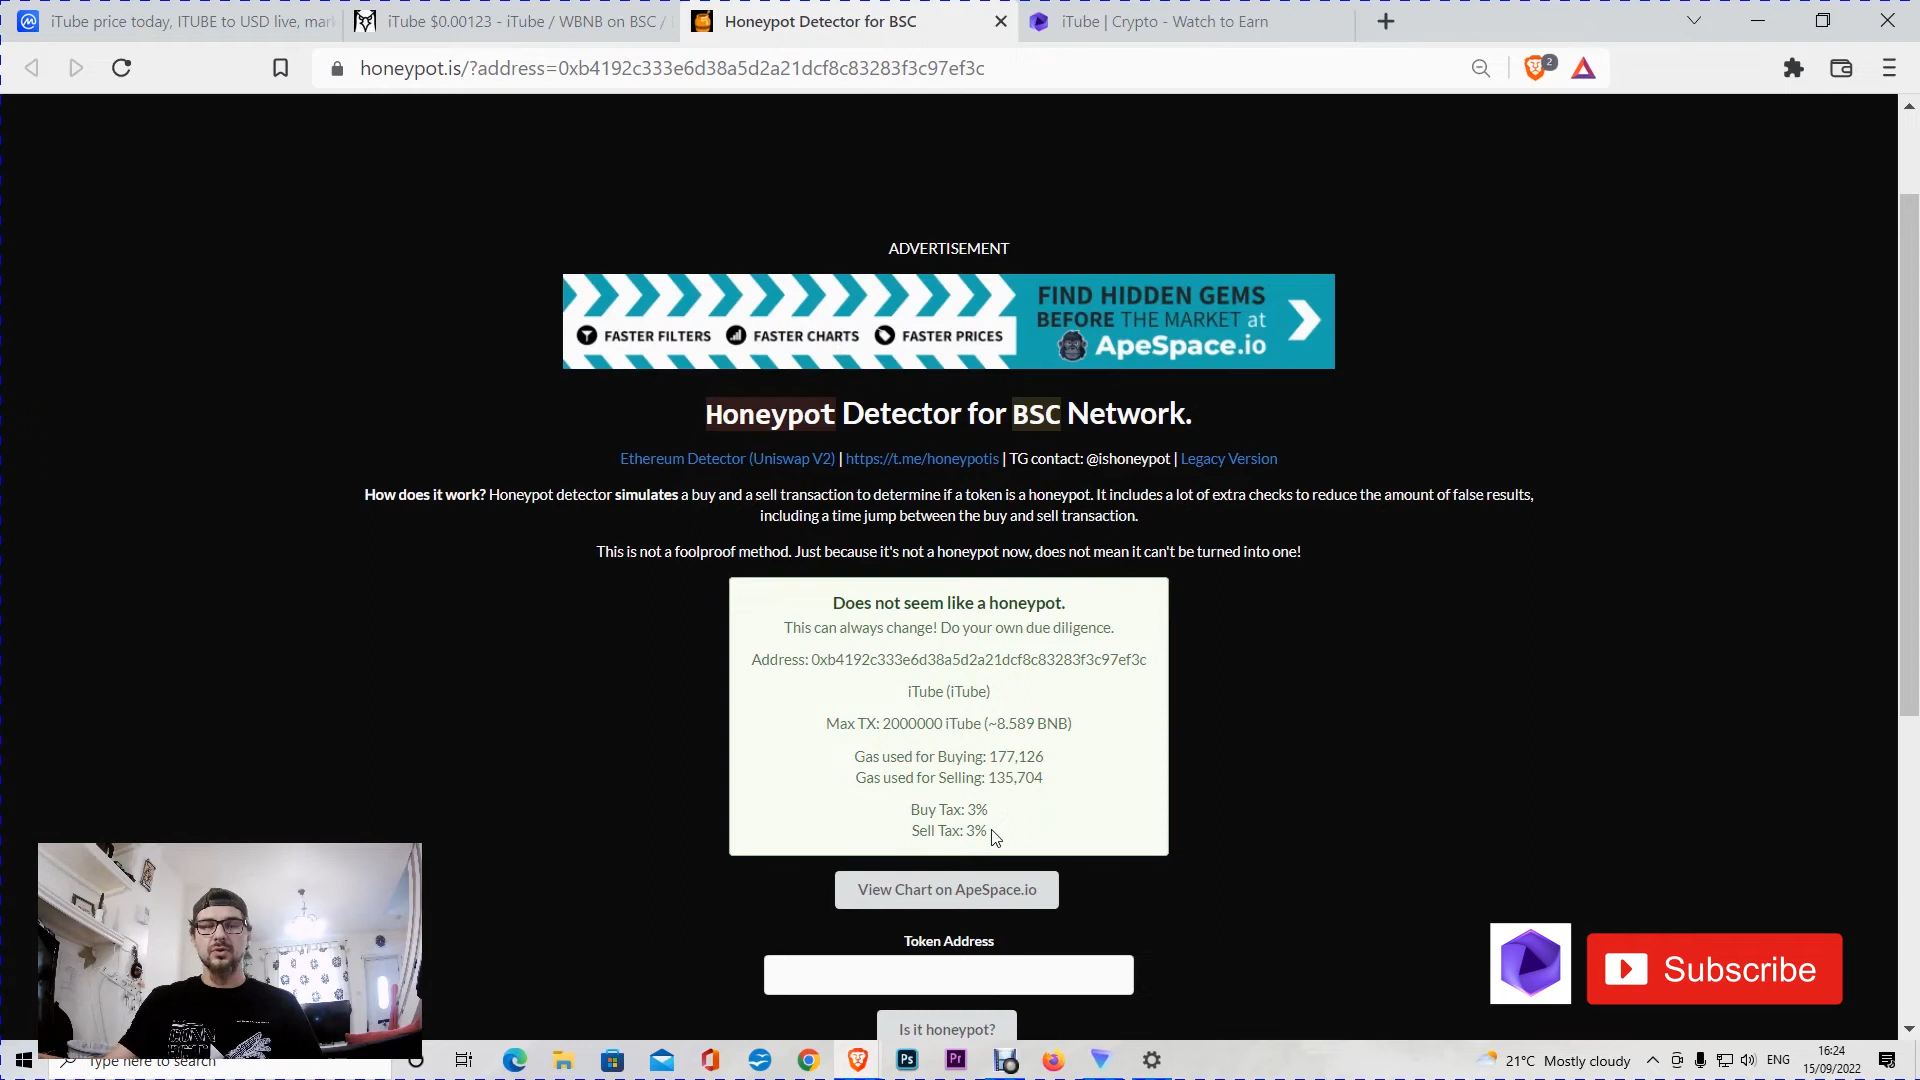 iTube price today, ITUBE to USD live, mark
iTube $0.00123 - iTube / WBNB on BSC /
Honeypot Detector for BSC
iTube | Crypto - Watch to Earn
honeypot.is/?address=0xb4192c333e6d38a5d2a21dcf8c83283f3c97ef3c
2
ADVERTISEMENT
FASTER FILTERS FASTER CHARTS FASTER PRICES
FIND HIDDEN GEMS
BEFORE THE MARKET at
ApeSpace.io
Honeypot Detector for BSC Network.
Ethereum Detector (Uniswap V2) | https://t.me/honeypotis | TG contact: @ishoneypot | Legacy Version
How does it work? Honeypot detector simulates a buy and a sell transaction to determine if a token is a honeypot. It includes a lot of extra checks to reduce the amount of false results,
including a time jump between the buy and sell transaction.
This is not a foolproof method. Just because it's not a honeypot now, does not mean it can't be turned into one!
Does not seem like a honeypot.
This can always change! Do your own due diligence.
Address: 0xb4192c333e6d38a5d2a21dcf8c83283f3c97ef3c
iTube (iTube)
Max TX: 2000000 iTube (~8.589 BNB)
Gas used for Buying: 177,126
Gas used for Selling: 135,704
Buy Tax: 3%
Sell Tax: 3%
View Chart on ApeSpace.io
Token Address
Is it honeypot?
Subscribe
Type here to search
Ps
Pr
21°C Mostly cloudy
ENG
16:24
15/09/2022